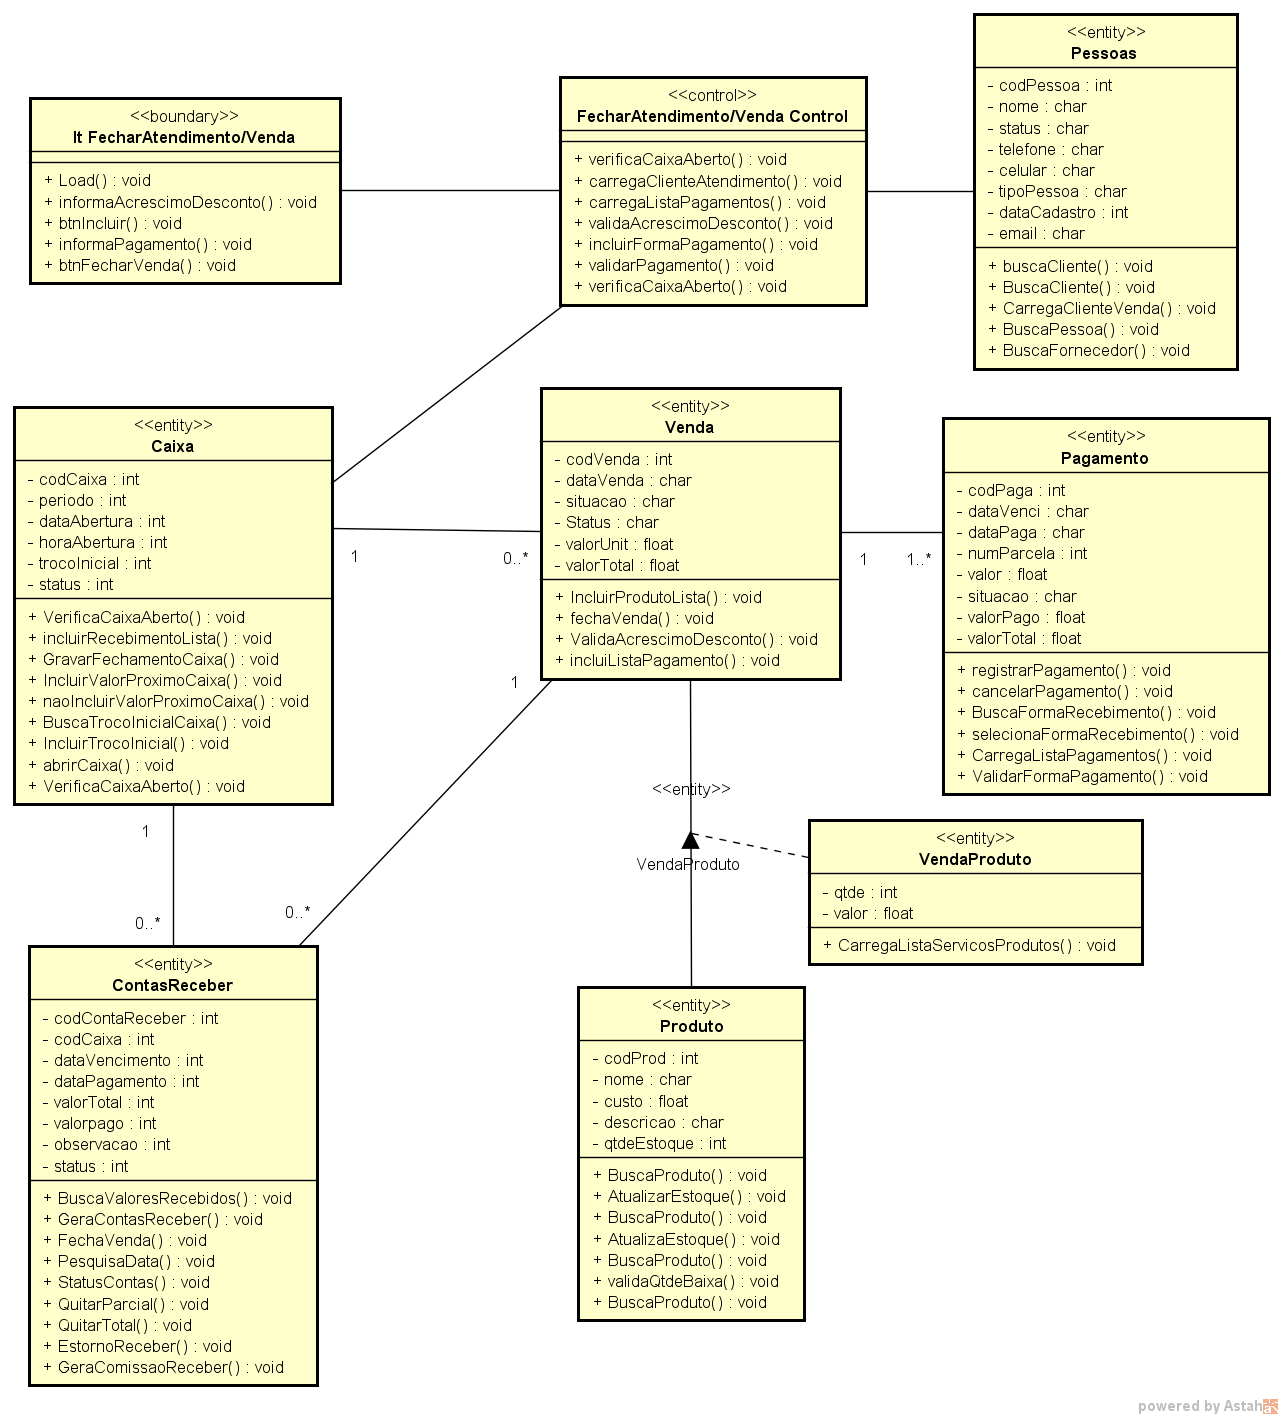 <<boundary>>
It FecharAtendimento/Venda
+ Load() : void
+ informaAcrescimoDesconto() : void
+ btnIncluir() : void
+ informaPagamento() : void
+ btnFecharVenda() : void
<<control>>
FecharAtendimento/Venda Control
+ verificaCaixaAberto() : void
+ carregaClienteAtendimento() : void
+ carregaListaPagamentos() : void
+ validaAcrescimoDesconto() : void
+ incluirFormaPagamento() : void
+ validarPagamento() : void
+ verificaCaixaAberto() : void
<<entity>>
Pessoas
- codPessoa : int
- nome : char
- status : char
- telefone : char
- celular : char
- tipoPessoa : char
- dataCadastro : int
- email : char
+ buscaCliente() : void
+ BuscaCliente() : void
+ CarregaClienteVenda() : void
+ BuscaPessoa() : void
+ BuscaFornecedor() : void
<<entity>>
Caixa
- codCaixa : int
- periodo : int
- dataAbertura : int
- horaAbertura : int
- trocoInicial : int
- status : int
+ VerificaCaixaAberto() : void
+ incluirRecebimentoLista() : void
+ GravarFechamentoCaixa() : void
+ IncluirValorProximoCaixa() : void
+ naoIncluirValorProximoCaixa() : void
+ BuscaTrocoInicialCaixa() : void
+ IncluirTrocoInicial() : void
+ abrirCaixa() : void
+ VerificaCaixaAberto() : void
1
0..*
<<entity>>
Venda
- codVenda : int
- dataVenda : char
- situacao : char
- Status : char
- valorUnit : float
- valorTotal : float
+ IncluirProdutoLista() : void
+ fechaVenda() : void
+ ValidaAcrescimoDesconto() : void
+ incluiListaPagamento() : void
1
1..*
<<entity>>
Pagamento
- codPaga : int
- dataVenci : char
- dataPaga : char
- numParcela : int
- valor : float
- situacao : char
- valorPago : float
- valorTotal : float
+ registrarPagamento() : void
+ cancelarPagamento() : void
+ BuscaFormaRecebimento() : void
+ selecionaFormaRecebimento() : void
+ CarregaListaPagamentos() : void
+ ValidarFormaPagamento() : void
1
<<entity>>
VendaProduto
1
0..*
0..*
<<entity>>
VendaProduto
- qtde : int
- valor : float
+ CarregaListaServicosProdutos() : void
<<entity>>
ContasReceber
- codContaReceber : int
- codCaixa : int
- dataVencimento : int
- dataPagamento : int
- valorTotal : int
- valorpago : int
- observacao : int
- status : int
+ BuscaValoresRecebidos() : void
+ GeraContasReceber() : void
+ FechaVenda() : void
+ PesquisaData() : void
+ StatusContas() : void
+ QuitarParcial() : void
+ QuitarTotal() : void
+ EstornoReceber() : void
+ GeraComissaoReceber() : void
<<entity>>
Produto
- codProd : int
- nome : char
- custo : float
- descricao : char
- qtdeEstoque : int
+ BuscaProduto() : void
+ AtualizarEstoque() : void
+ BuscaProduto() : void
+ AtualizaEstoque() : void
+ BuscaProduto() : void
+ validaQtdeBaixa() : void
+ BuscaProduto() : void
powered by Astah